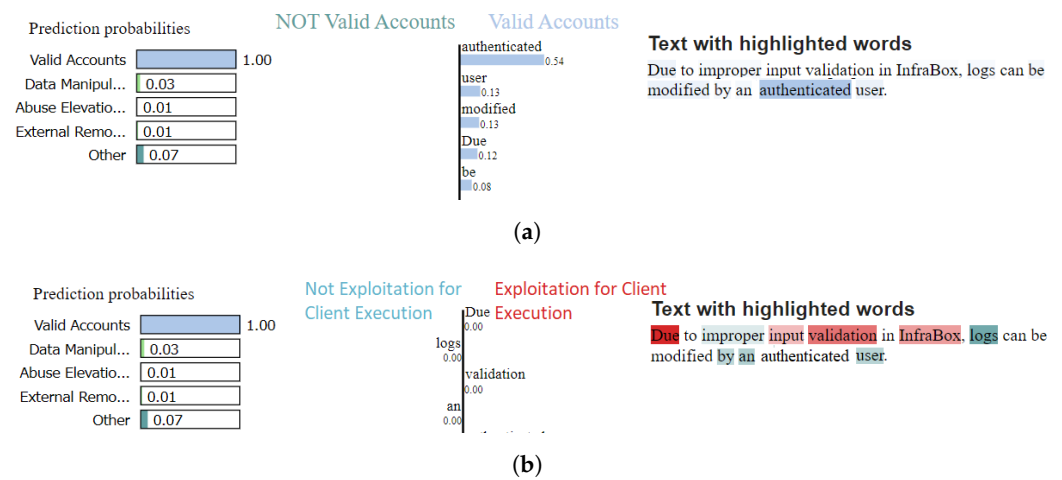 NOT Valid Accounts
Valid Accounts
Prediction probabilities
Valid Accounts 1.00
Data Manipul... 0.03
Abuse Elevatio... 0.01
External Remo... 0.01
Other 0.07
authenticated
0.54
user
0.13
modified
0.13
Due
0.12
be
0.08
Text with highlighted words
Due to improper input validation in InfraBox, logs can be
modified by an authenticated user.
(a)
Prediction probabilities
Valid Accounts 1.00
Data Manipul... 0.03
Abuse Elevatio... 0.01
External Remo... 0.01
Other 0.07
Not Exploitation for
Client Execution
Exploitation for Client
Execution
Due
0.00
logs
0.00
validation
0.00
an
0.00
Text with highlighted words
Due to improper input validation in InfraBox, logs can be
modified by an authenticated user.
(b)